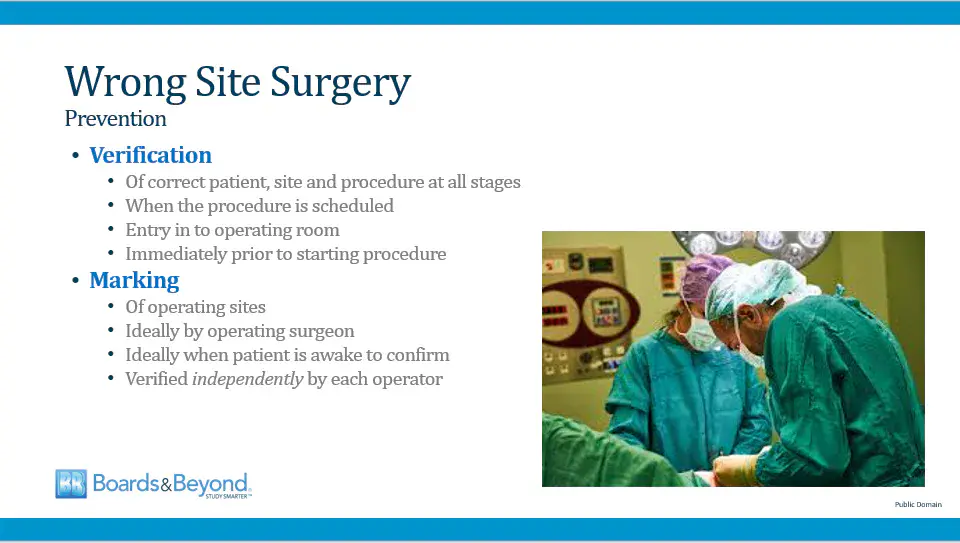 Wrong Site Surgery
Prevention
• Verification
• Of correct patient, site and procedure at all stages
• When the procedure is scheduled
• Entry in to operating room
• Immediately prior to starting procedure
• Marking
• Of operating sites
• Ideally by operating surgeon
• Ideally when patient is awake to confirm
• Verified independently by each operator
BB Boards&Beyond.
STUDY SMARTER™
Public Domain